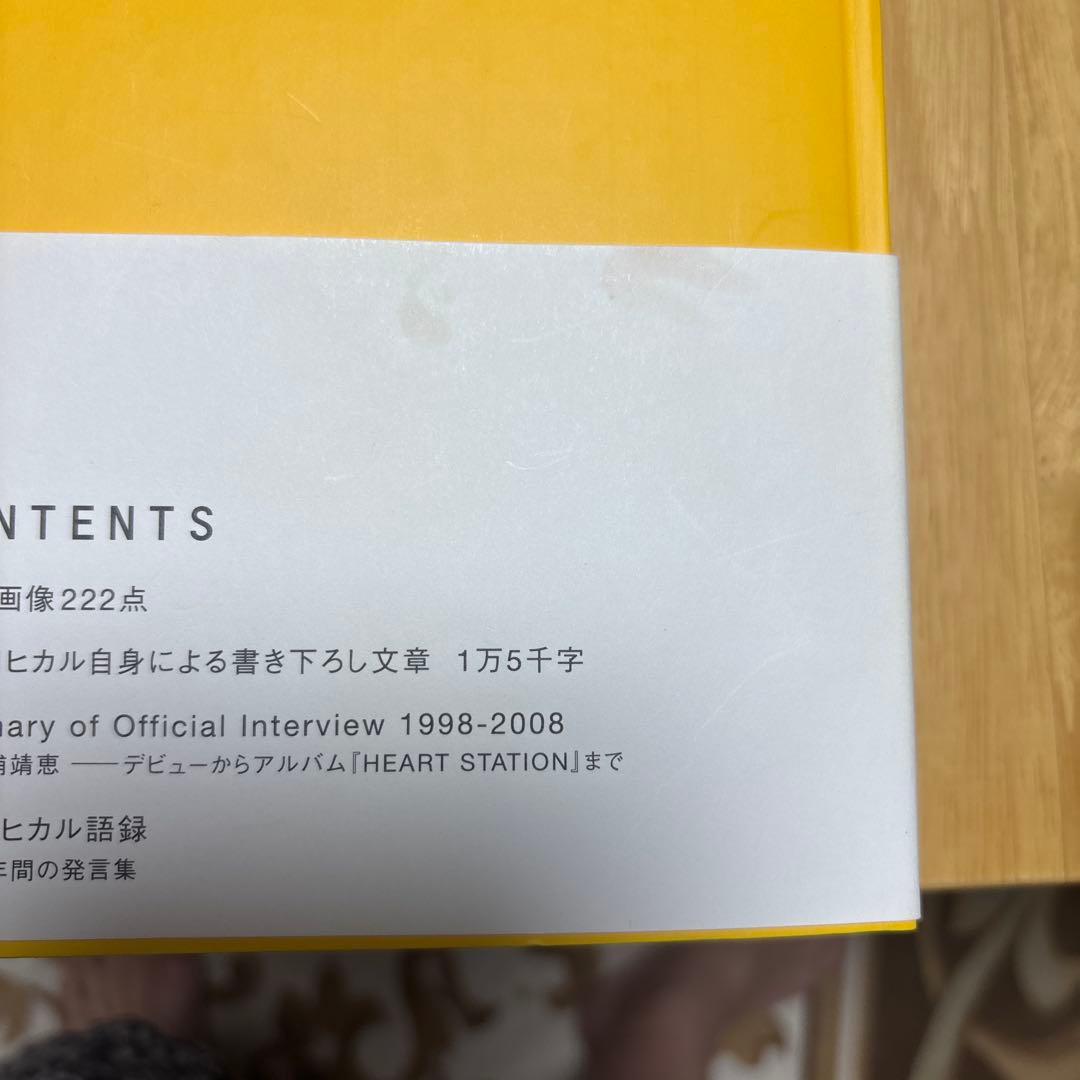 NTENTS
画像222点
ヒカル自身による書き下ろし文章 1万5千字
mary of Official Interview 1998-2008
靖恵 ――デビューからアルバム『HEART STATION』まで
ヒカル語録
年間の発言集